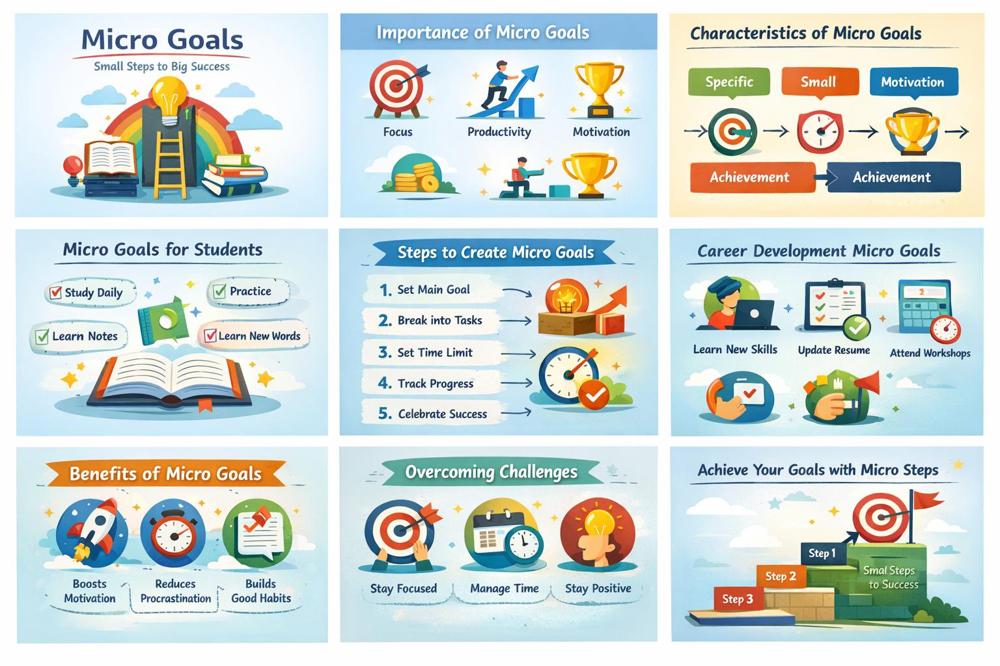 Micro Goals
Small Steps to Big Success
Importance of Micro Goals
Focus
Productivity
Motivation
Characteristics of Micro Goals
Specific
Small
Motivation
Achievement
Achievement
Micro Goals for Students
Study Daily
Practice
Learn Notes
Learn New Words
Steps to Create Micro Goals
1. Set Main Goal
2. Break into Tasks
3. Set Time Limit
4. Track Progress
5. Celebrate Success
Career Development Micro Goals
Learn New Skills
Update Resume
Attend Workshops
Benefits of Micro Goals
Boosts
Motivation
Reduces
Procrastination
Builds
Good Habits
Overcoming Challenges
Stay Focused
Manage Time
Stay Positive
Achieve Your Goals with Micro Steps
Step 1
Step 2
Step 3
Smal Steps
to Success